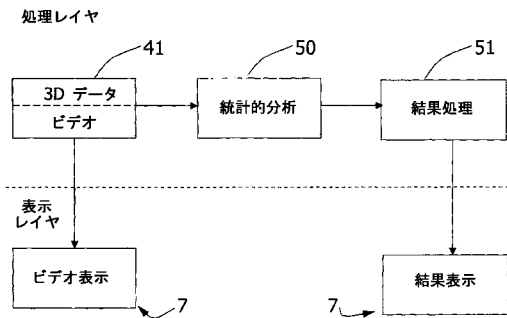 処理レイヤ
41
50
51
3D データ
ビデオ
統計的分析
結果処理
表示
レイヤ
ビデオ表示
結果表示
7
7